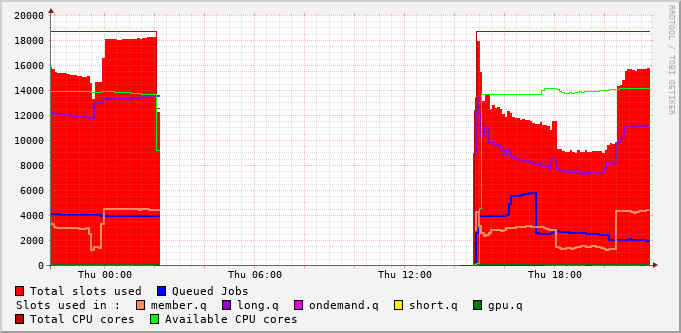 20000
18000
16000
14000
12000
10000
8000
6000
4000
2000
0
Thu 00:00 Thu 06:00 Thu 12:00 Thu 18:00
Total slots used Queued Jobs
Slots used in : member.q long.q ondemand.q short.q gpu.q
Total CPU cores Available CPU cores
RRDTOOL / TOBI OETIKER